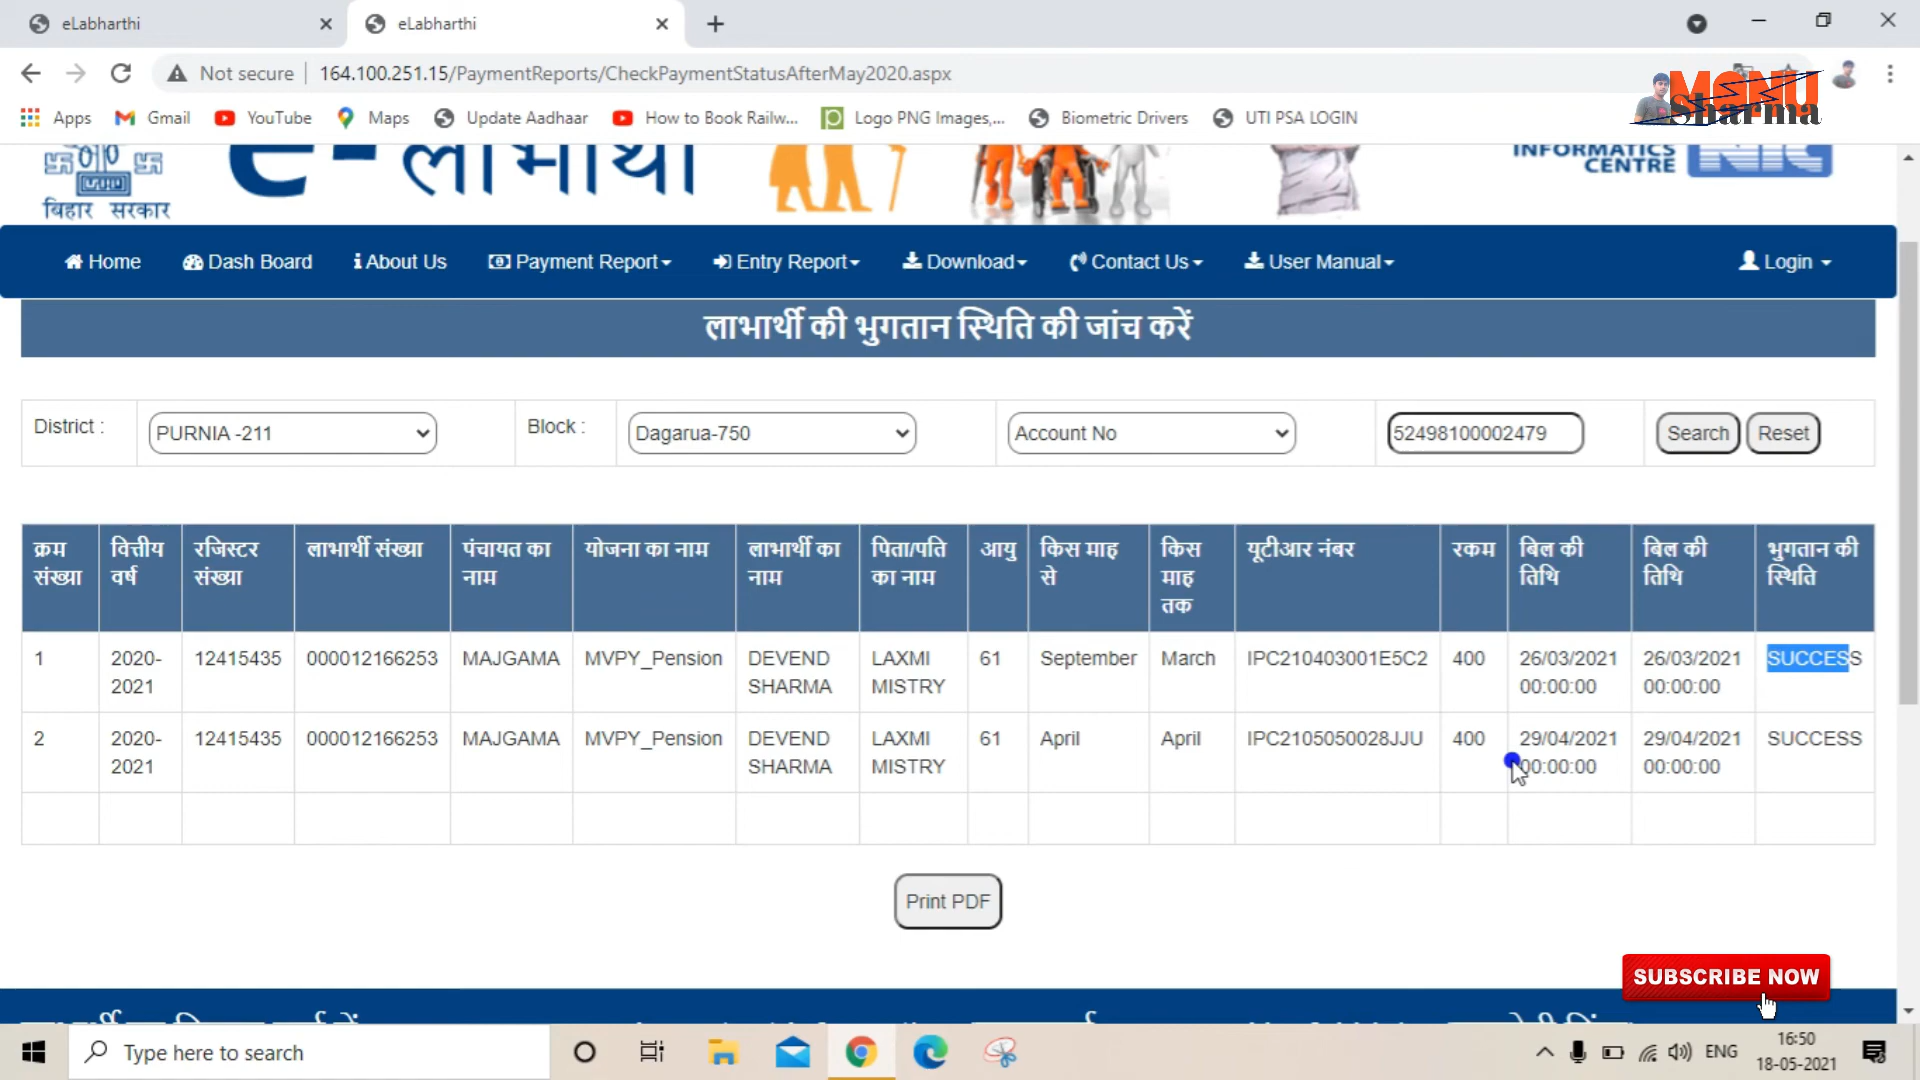 eLabharthi
eLabharthi
Not secure
164.100.251.15/PaymentReports/CheckPaymentStatusAfterMay2020.aspx
MONU
Sharma
Apps
Gmail
YouTube
Maps
Update Aadhaar
How to Book Railw...
Logo PNG Images,...
Biometric Drivers
UTI PSA LOGIN
बिहार सरकार
e-लाभार्थी
INFORMATICS
CENTRE
NIC
Home
Dash Board
About Us
Payment Report
Entry Report
Download
Contact Us
User Manual
Login
लाभार्थी की भुगतान स्थिति की जांच करें
District :
PURNIA -211
Block :
Dagarua-750
Account No
52498100002479
Search
Reset
क्रम संख्या वित्तीय वर्ष रजिस्टर संख्या लाभार्थी संख्या पंचायत का नाम योजना का नाम लाभार्थी का नाम पिता/पति का नाम आयु किस माह से किस माह तक यूटीआर नंबर रकम बिल की तिथि बिल की तिथि भुगतान की स्थिति
1 2020-2021 12415435 000012166253 MAJGAMA MVPY_Pension DEVEND SHARMA LAXMI MISTRY 61 September March IPC210403001E5C2 400 26/03/2021 00:00:00 26/03/2021 00:00:00 SUCCESS
2 2020-2021 12415435 000012166253 MAJGAMA MVPY_Pension DEVEND SHARMA LAXMI MISTRY 61 April April IPC2105050028JJU 400 29/04/2021 00:00:00 29/04/2021 00:00:00 SUCCESS
Print PDF
SUBSCRIBE NOW
Type here to search
ENG
16:50
18-05-2021